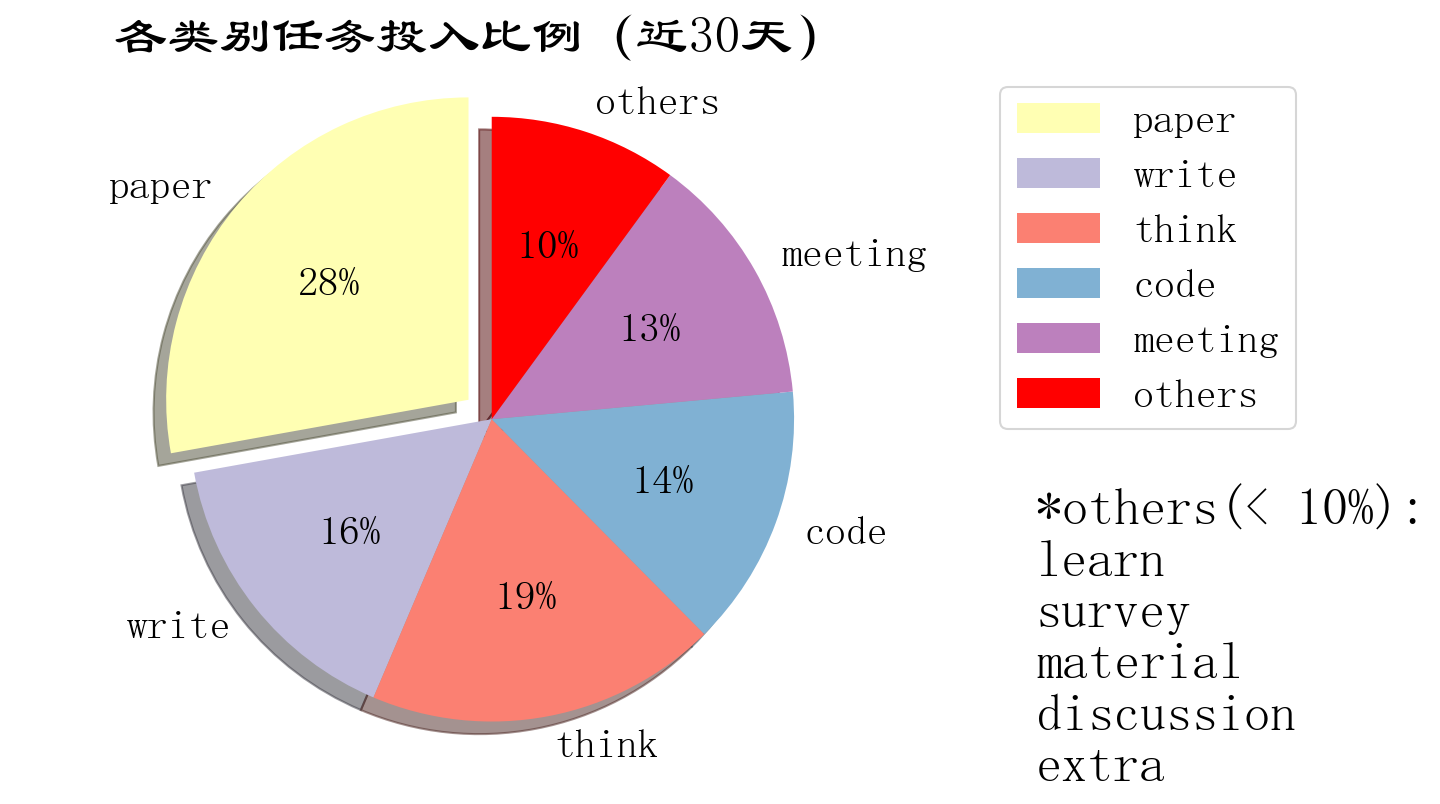 各类别任务投入比例 (近30天)
others
paper
meeting
10%
28%
13%
14%
16%
code
19%
write
think
paper
write
think
code
meeting
others
*others(< 10%):
learn
survey
material
discussion
extra